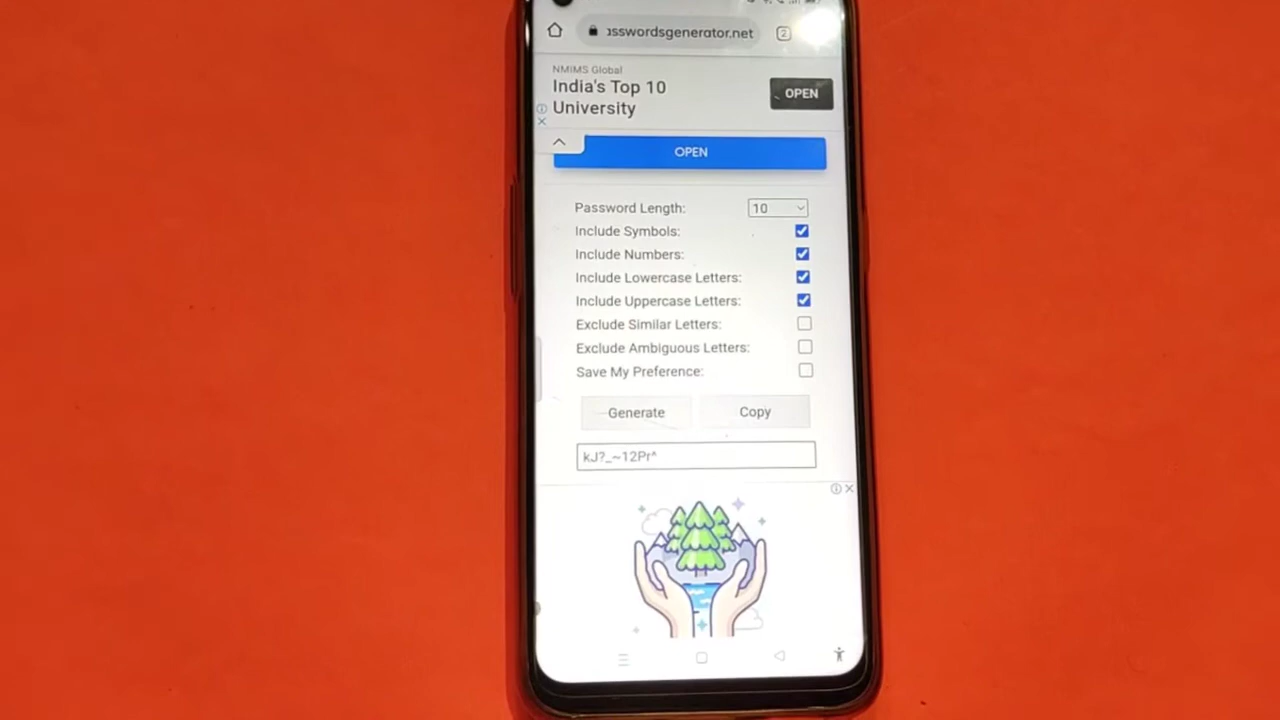 asswordsgenerator.net
2
NMIMS Global
India's Top 10
University
OPEN
OPEN
Password Length: 10
Include Symbols:
Include Numbers:
Include Lowercase Letters:
Include Uppercase Letters:
Exclude Similar Letters:
Exclude Ambiguous Letters:
Save My Preference:
Generate Copy
kJ?_~12Pr^